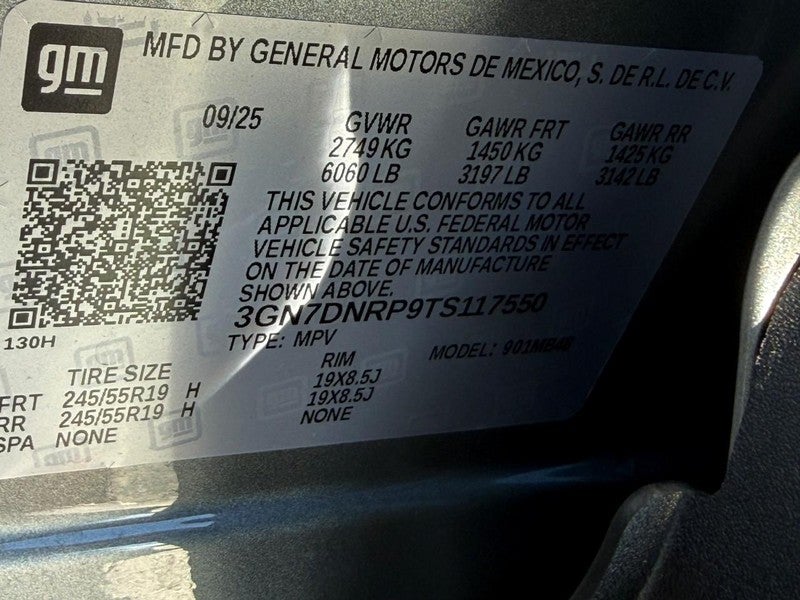 gm
MFD BY GENERAL MOTORS DE MEXICO, S. DE R.L. DE C.V.
09/25 GVWR GAWR FRT GAWR RR
2749 KG 1450 KG 1425 KG
6060 LB 3197 LB 3142 LB
THIS VEHICLE CONFORMS TO ALL
APPLICABLE U.S. FEDERAL MOTOR
VEHICLE SAFETY STANDARDS IN EFFECT
ON THE DATE OF MANUFACTURE
SHOWN ABOVE.
3GN7DNRP9TS117550
130H TYPE: MPV MODEL:
TIRE SIZE RIM
FRT 245/55R19 H 19X8.5J
RR 245/55R19 H 19X8.5J
SPA NONE NONE